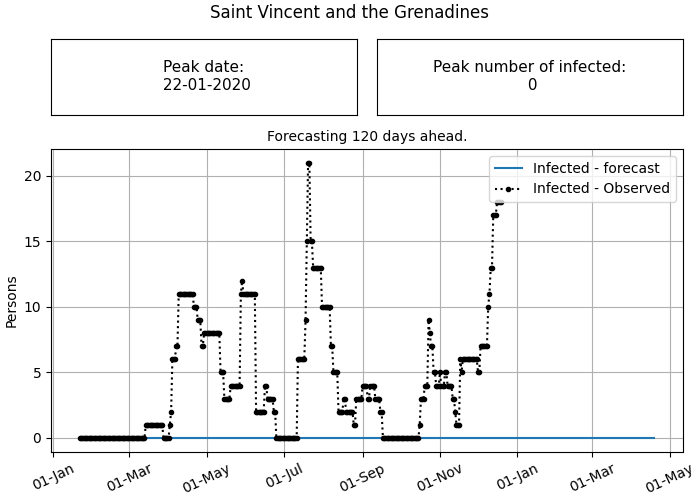 Saint Vincent and the Grenadines
Peak date:
22-01-2020
Peak number of infected:
0
Forecasting 120 days ahead.
Infected - forecast
Infected - Observed
Persons
20
15
10
5
0
01-Jan
01-Mar
01-May
01-Jul
01-Sep
01-Nov
01-Jan
01-Mar
01-May